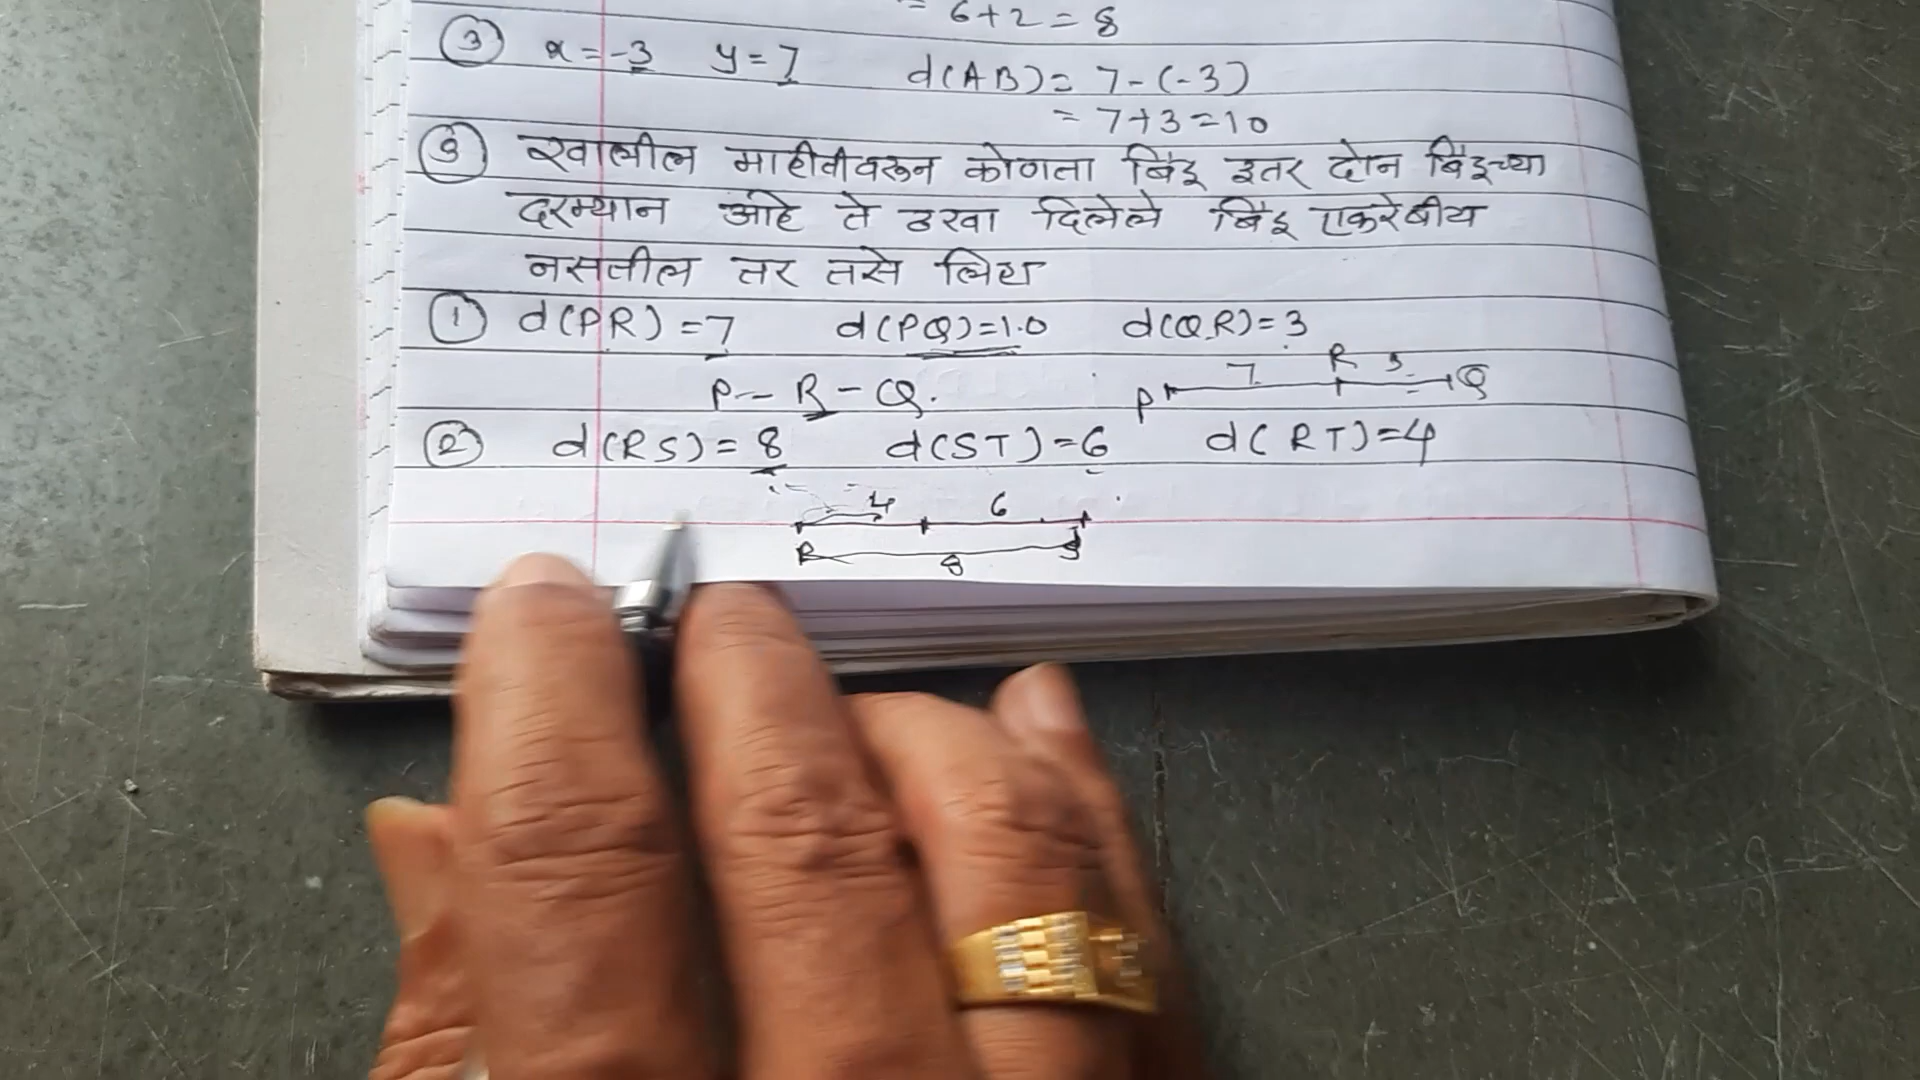 = 6+2 = 8
③ x = -3 y = 7 d(AB) = 7-(-3)
= 7+3 = 10
③ खालील माहीतीवरून कोणता बिंदू इतर दोन बिंदूच्या
दरम्यान आहे ते ठरवा दिलेले बिंदू एकरेषीय
नसतील तर तसे लिहा
① d(PR) = 7 d(PQ) = 10 d(QR) = 3
P - R - Q. P 7 R 3 Q
② d(RS) = 8 d(ST) = 6 d(RT) = 4
4 6
R 8 S